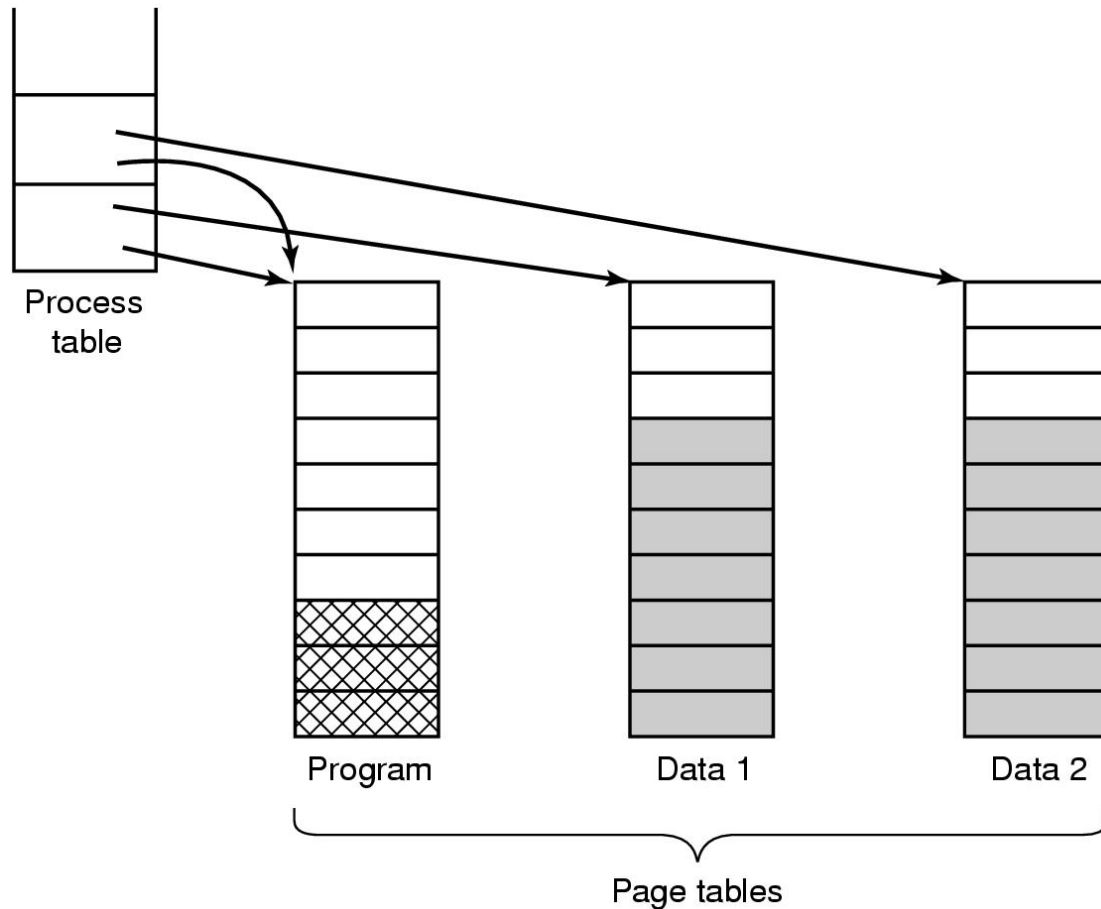 Process
table
Program
Data 1
Data 2
Page tables